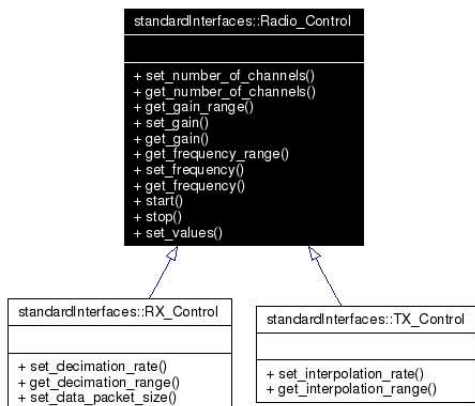 standardInterfaces::Radio_Control
+ set_number_of_channels()
+ get_number_of_channels()
+ get_gain_range()
+ set_gain()
+ get_gain()
+ get_frequency_range()
+ set_frequency()
+ get_frequency()
+ start()
+ stop()
+ set_values()
standardInterfaces::RX_Control
+ set_decimation_rate()
+ get_decimation_range()
+ set_data_packet_size()
standardInterfaces::TX_Control
+ set_interpolation_rate()
+ get_interpolation_range()